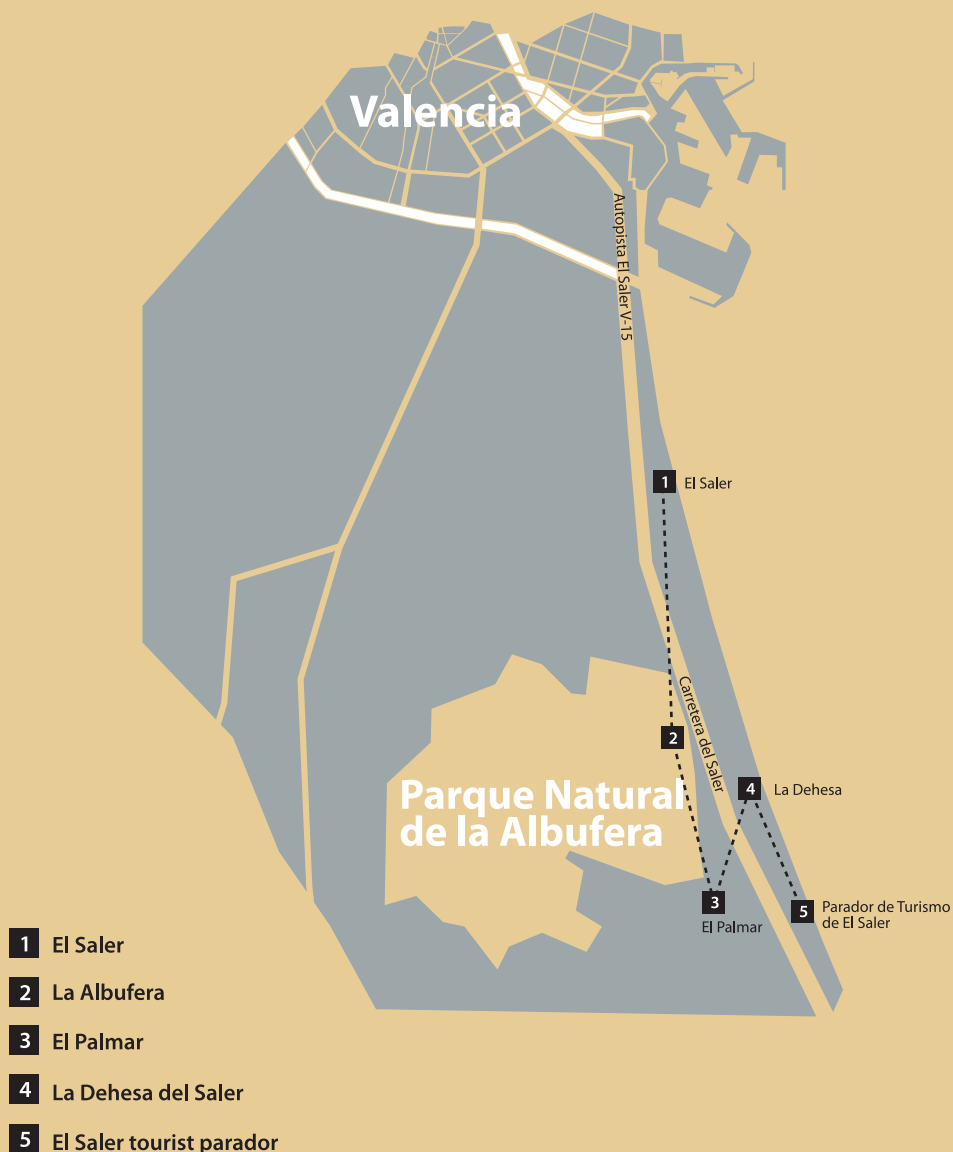 Valencia
Autopista El Saler V-15
1 El Saler
Carretera del Saler
2
Parque Natural
de la Albufera
4 La Dehesa
3
El Palmar
5 Parador de Turismo
de El Saler
1 El Saler
2 La Albufera
3 El Palmar
4 La Dehesa del Saler
5 El Saler tourist parador